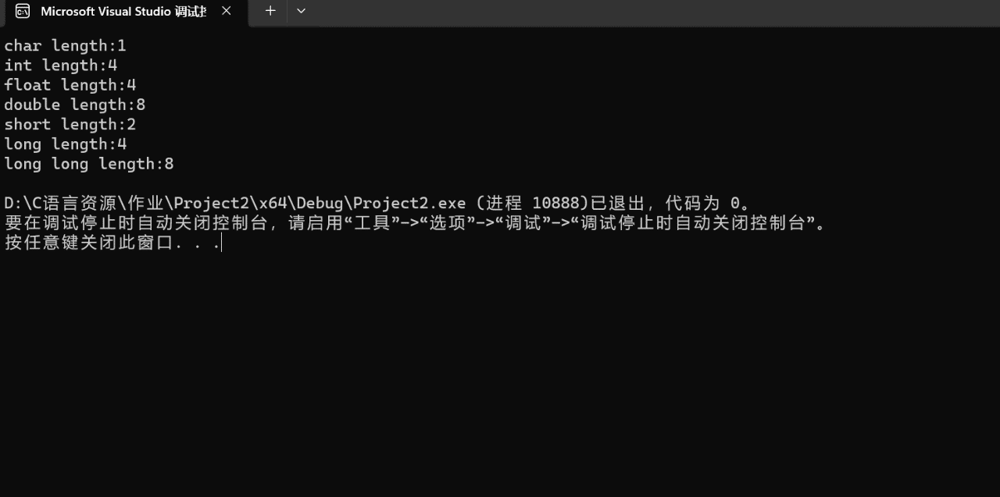 Microsoft Visual Studio 调试
char length:1
int length:4
float length:4
double length:8
short length:2
long length:4
long long length:8
D:\C语言资源\作业\Project2\x64\Debug\Project2.exe (进程 10888)已退出，代码为 0。
要在调试停止时自动关闭控制台，请启用“工具”->“选项”->“调试”->“调试停止时自动关闭控制台”。
按任意键关闭此窗口. . .